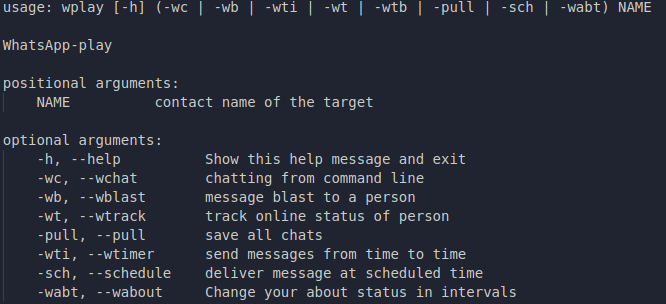 usage: wplay [-h] (-wc | -wb | -wti | -wt | -wtb | -pull | -sch | -wabt) NAME
WhatsApp-play
positional arguments:
NAME contact name of the target
optional arguments:
-h, --help Show this help message and exit
-wc, --wchat chatting from command line
-wb, --wblast message blast to a person
-wt, --wtrack track online status of person
-pull, --pull save all chats
-wti, --wtimer send messages from time to time
-sch, --schedule deliver message at scheduled time
-wabt, --wabout Change your about status in intervals